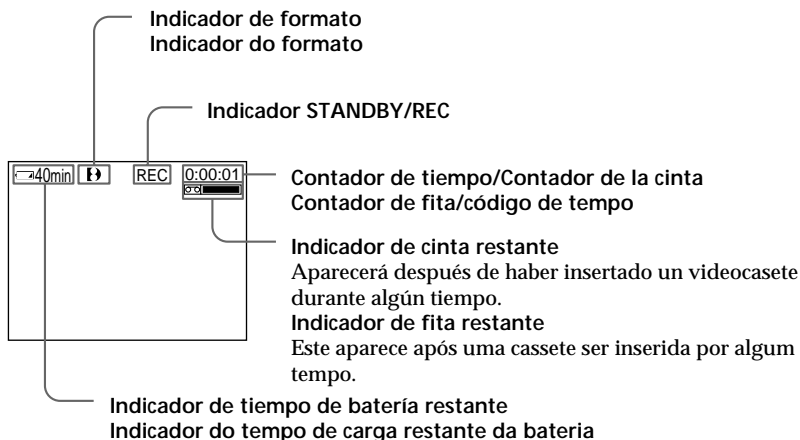 Indicador de formato
Indicador do formato
Indicador STANDBY/REC
40min REC 0:00:01
Contador de tiempo/Contador de la cinta
Contador de fita/código de tempo
Indicador de cinta restante
Aparecerá después de haber insertado un videocasete
durante algún tiempo.
Indicador de fita restante
Este aparece após uma cassete ser inserida por algum
tempo.
Indicador de tiempo de batería restante
Indicador do tempo de carga restante da bateria